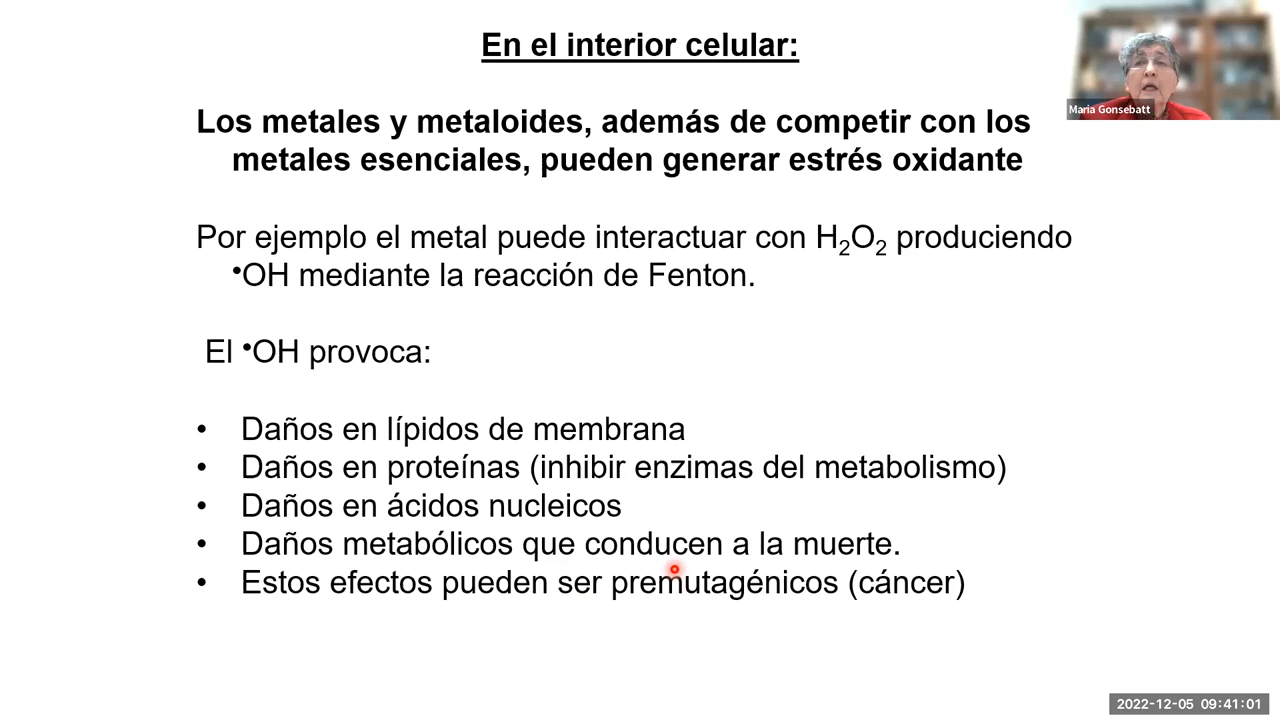 En el interior celular:
Maria Gonsebatt
Los metales y metaloides, además de competir con los
metales esenciales, pueden generar estrés oxidante
Por ejemplo el metal puede interactuar con H₂O₂ produciendo
•OH mediante la reacción de Fenton.
El •OH provoca:
• Daños en lípidos de membrana
• Daños en proteínas (inhibir enzimas del metabolismo)
• Daños en ácidos nucleicos
• Daños metabólicos que conducen a la muerte.
• Estos efectos pueden ser premutagénicos (cáncer)
2022-12-05 09:41:01